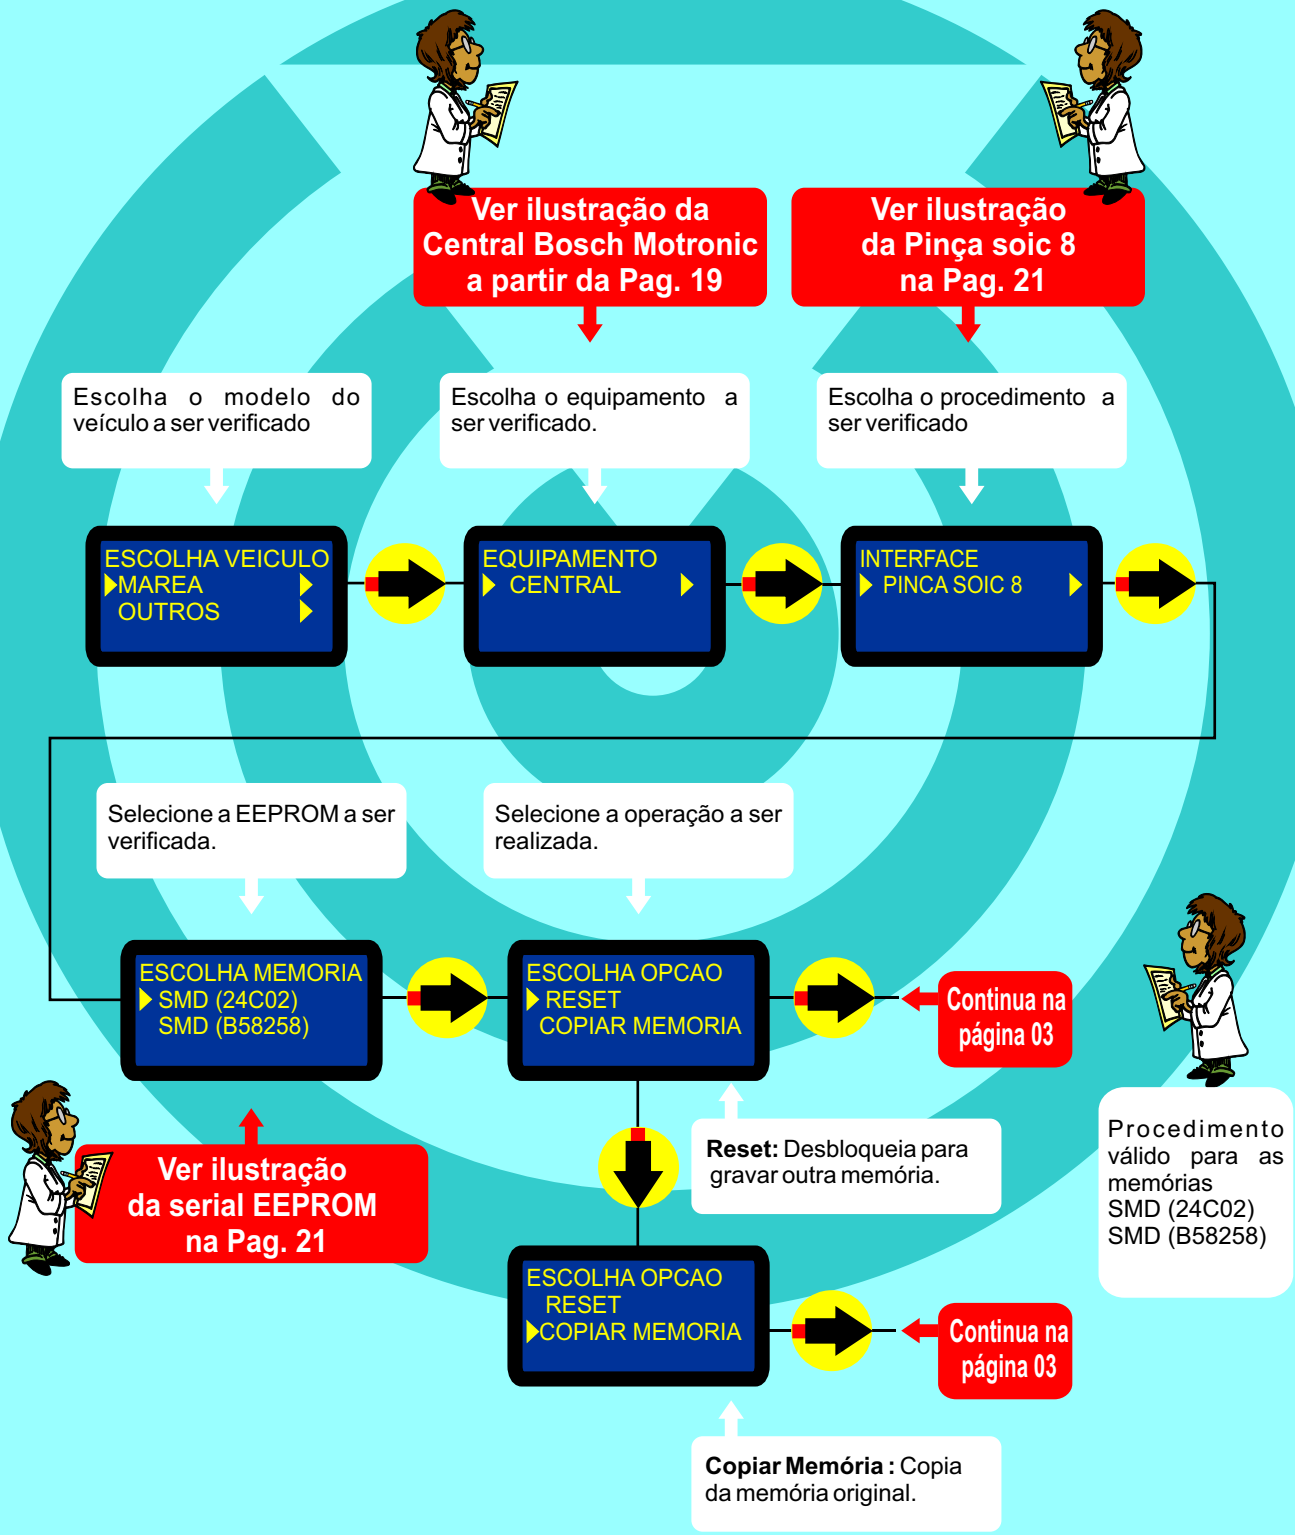 Ver ilustração da
Central Bosch Motronic
a partir da Pag. 19
Ver ilustração
da Pinça soic 8
na Pag. 21
Escolha o modelo do
veículo a ser verificado
Escolha o equipamento a
ser verificado.
Escolha o procedimento a
ser verificado
ESCOLHA VEICULO
MAREA
OUTROS
EQUIPAMENTO
CENTRAL
INTERFACE
PINCA SOIC 8
Selecione a EEPROM a ser
verificada.
Selecione a operação a ser
realizada.
ESCOLHA MEMORIA
SMD (24C02)
SMD (B58258)
ESCOLHA OPCAO
RESET
COPIAR MEMORIA
Continua na
página 03
Ver ilustração
da serial EEPROM
na Pag. 21
Reset: Desbloqueia para
gravar outra memória.
Procedimento
válido para as
memórias
SMD (24C02)
SMD (B58258)
ESCOLHA OPCAO
RESET
COPIAR MEMORIA
Continua na
página 03
Copiar Memória : Copia
da memória original.